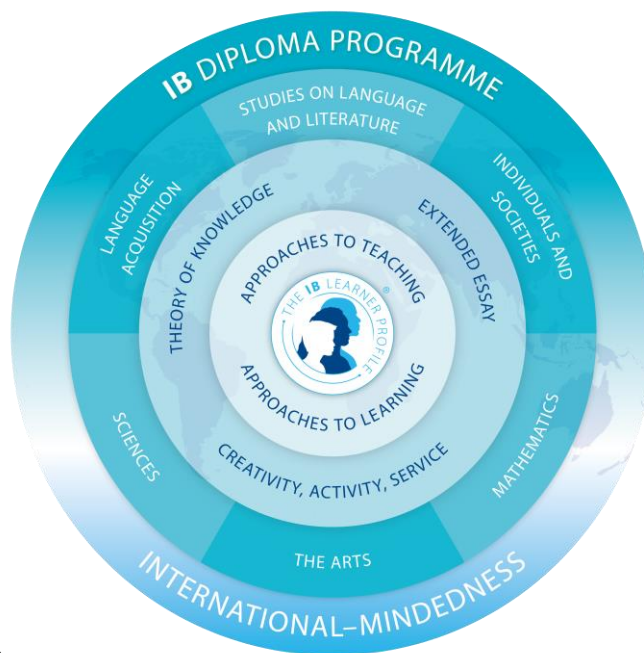 IB DIPLOMA PROGRAMME
STUDIES ON LANGUAGE
AND LITERATURE
LANGUAGE
ACQUISITION
INDIVIDUALS AND
SOCIETIES
THEORY OF KNOWLEDGE
EXTENDED ESSAY
APPROACHES TO TEACHING
THE IB LEARNER PROFILE
®
APPROACHES TO LEARNING
CREATIVITY, ACTIVITY, SERVICE
SCIENCES
MATHEMATICS
THE ARTS
INTERNATIONAL–MINDEDNESS